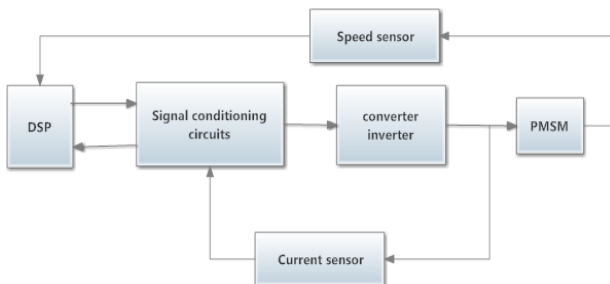 Speed sensor
DSP
Signal conditioning
circuits
converter
inverter
PMSM
Current sensor